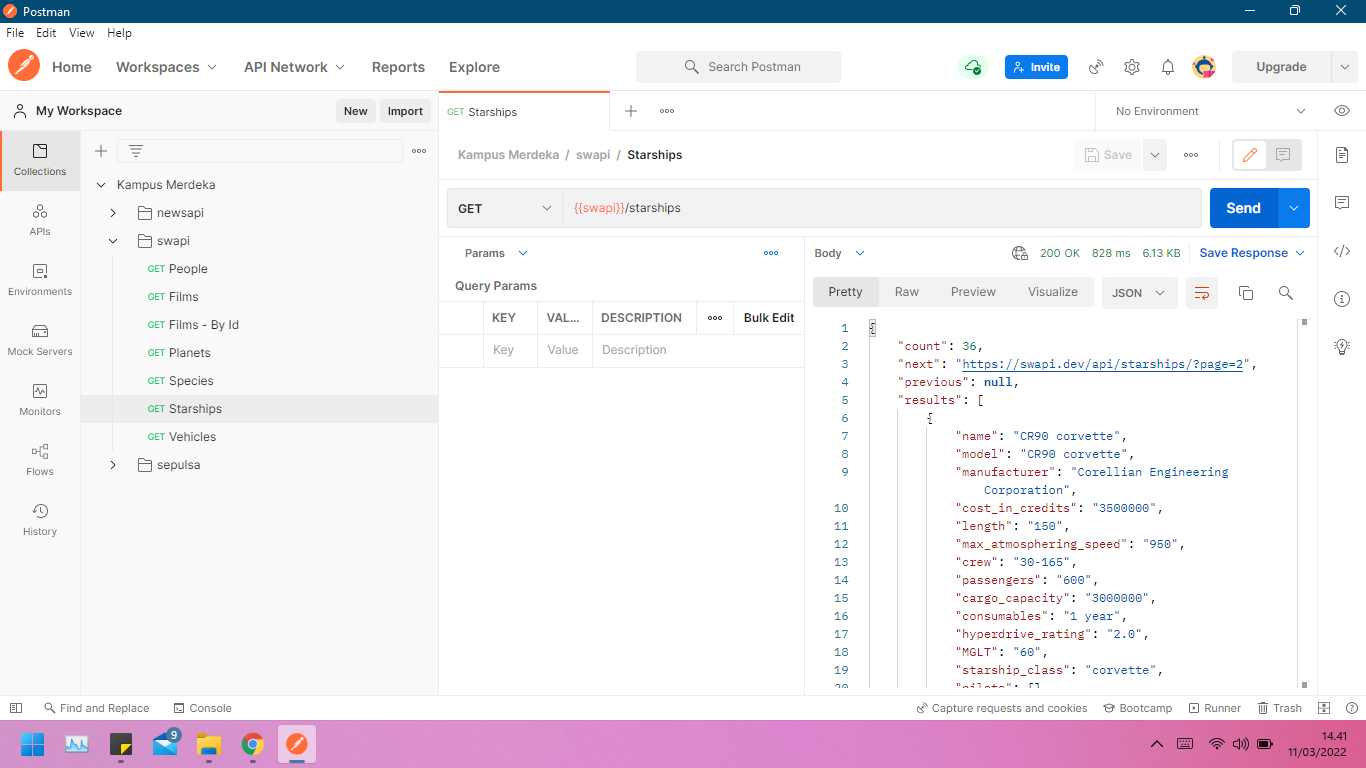 Postman
File Edit View Help
Home Workspaces API Network Reports Explore
Search Postman
Invite
Upgrade
My Workspace
New Import
GET Starships
No Environment
Collections
APIs
Environments
Mock Servers
Monitors
Flows
History
Kampus Merdeka
newsapi
swapi
GET People
GET Films
GET Films - By Id
GET Planets
GET Species
GET Starships
GET Vehicles
sepulsa
Kampus Merdeka / swapi / Starships
Save
GET {{swapi}}/starships
Send
Params
Query Params
KEY VAL... DESCRIPTION Bulk Edit
Key Value Description
Body 200 OK 828 ms 6.13 KB Save Response
Pretty Raw Preview Visualize JSON
1 {
2 "count": 36,
3 "next": "https://swapi.dev/api/starships/?page=2",
4 "previous": null,
5 "results": [
6 {
7 "name": "CR90 corvette",
8 "model": "CR90 corvette",
9 "manufacturer": "Corellian Engineering
Corporation",
10 "cost_in_credits": "3500000",
11 "length": "150",
12 "max_atmosphering_speed": "950",
13 "crew": "30-165",
14 "passengers": "600",
15 "cargo_capacity": "3000000",
16 "consumables": "1 year",
17 "hyperdrive_rating": "2.0",
18 "MGLT": "60",
19 "starship_class": "corvette",
20 "pilots": [],
Find and Replace Console
Capture requests and cookies Bootcamp Runner Trash
9
14.41
11/03/2022